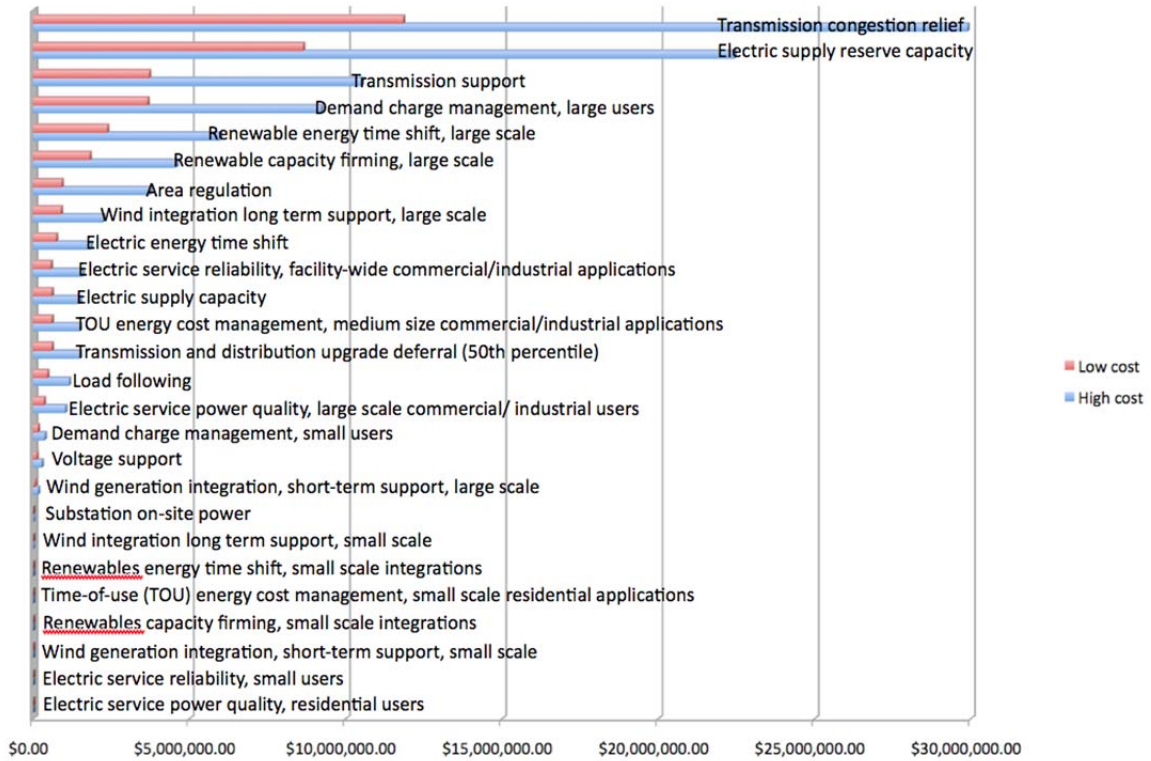 Transmission congestion relief
Electric supply reserve capacity
Transmission support
Demand charge management, large users
Renewable energy time shift, large scale
Renewable capacity firming, large scale
Area regulation
Wind integration long term support, large scale
Electric energy time shift
Electric service reliability, facility-wide commercial/industrial applications
Electric supply capacity
TOU energy cost management, medium size commercial/industrial applications
Transmission and distribution upgrade deferral (50th percentile)
Load following
Electric service power quality, large scale commercial/ industrial users
Demand charge management, small users
Voltage support
Wind generation integration, short-term support, large scale
Substation on-site power
Wind integration long term support, small scale
Renewables energy time shift, small scale integrations
Time-of-use (TOU) energy cost management, small scale residential applications
Renewables capacity firming, small scale integrations
Wind generation integration, short-term support, small scale
Electric service reliability, small users
Electric service power quality, residential users
Low cost
High cost
$0.00 $5,000,000.00 $10,000,000.00 $15,000,000.00 $20,000,000.00 $25,000,000.00 $30,000,000.00